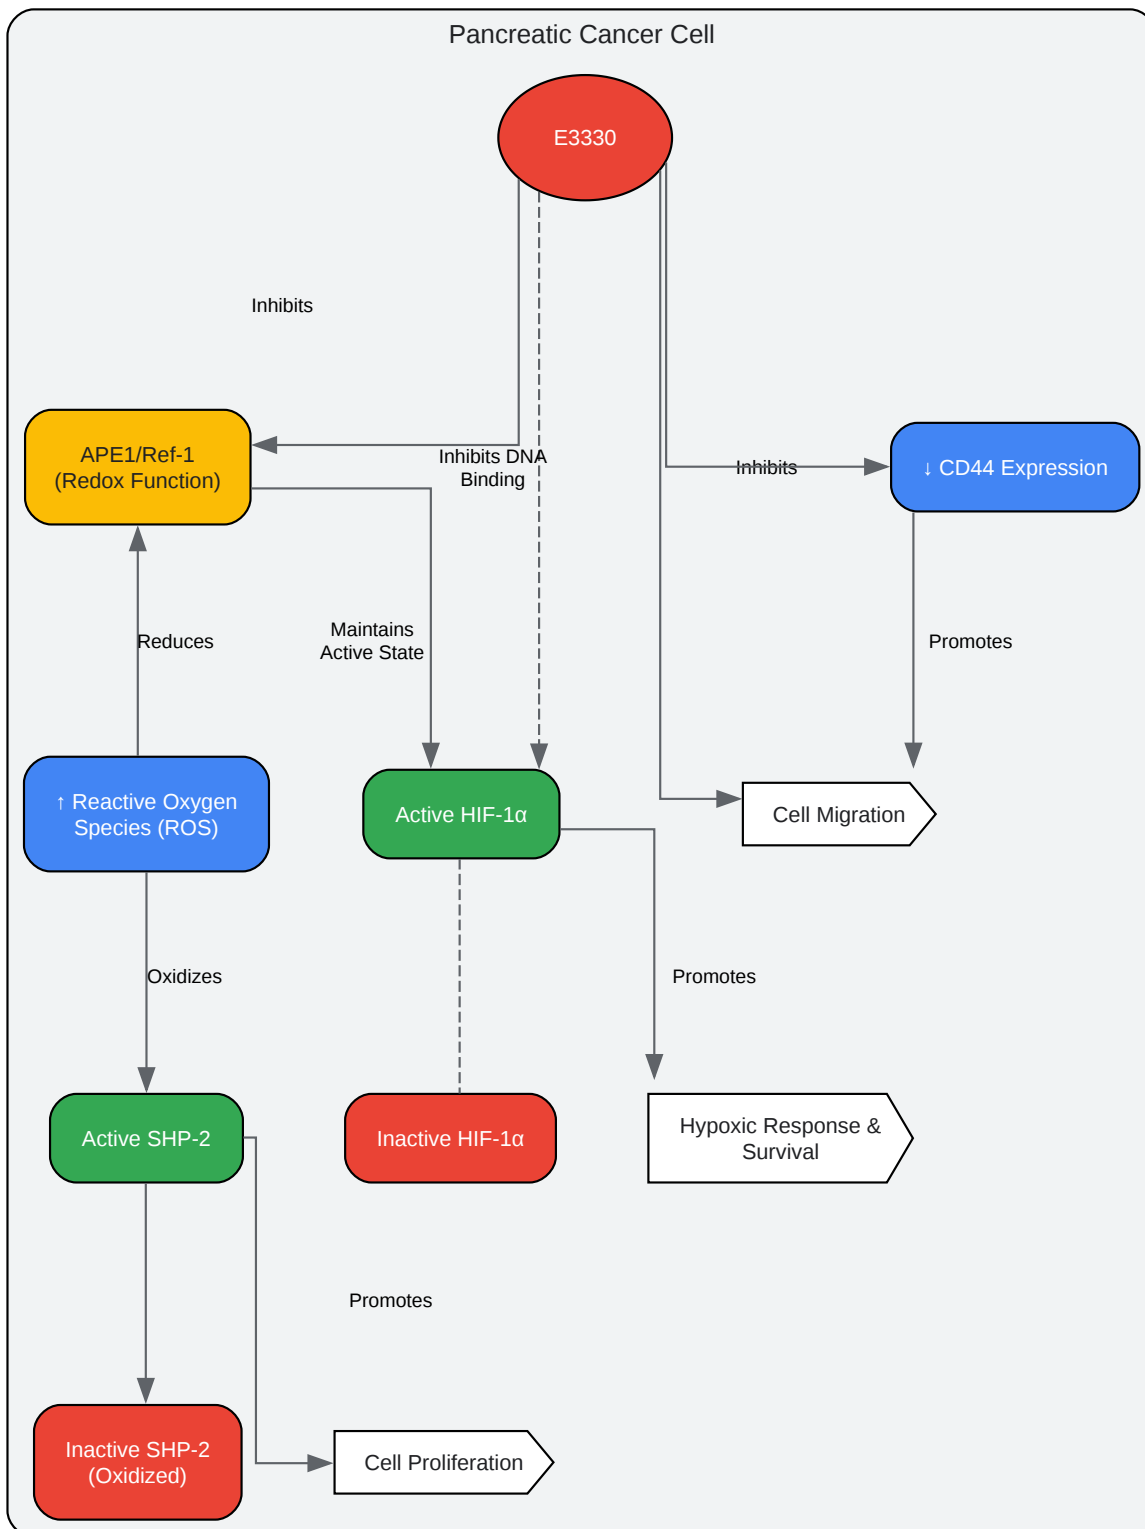 Pancreatic Cancer Cell
E3330
Inhibits
APE1/Ref-1
(Redox Function)
Inhibits DNA
Binding
Inhibits
↓ CD44 Expression
Reduces
Maintains
Active State
Promotes
↑ Reactive Oxygen
Species (ROS)
Active HIF-1α
Cell Migration
Oxidizes
Promotes
Active SHP-2
Inactive HIF-1α
Hypoxic Response &
Survival
Promotes
Inactive SHP-2
(Oxidized)
Cell Proliferation